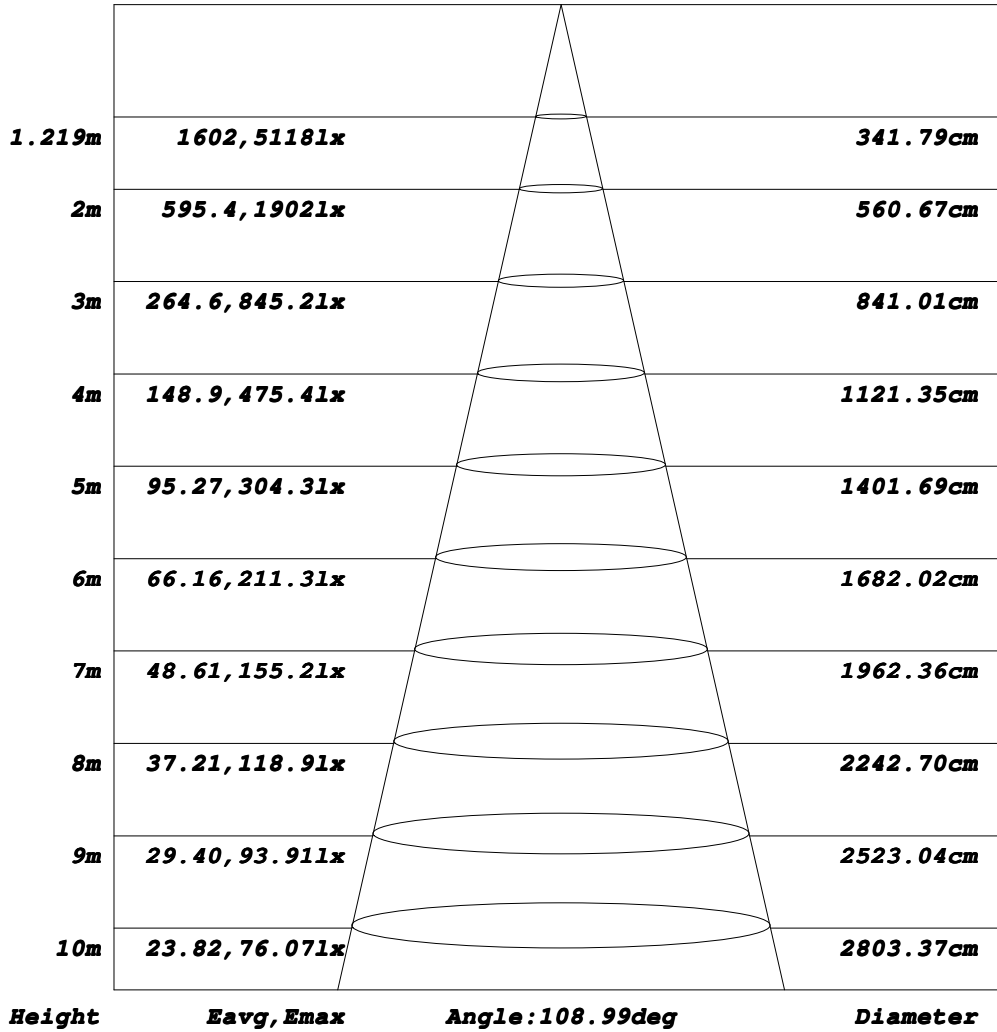 1.219m 1602,5118lx 341.79cm
2m 595.4,1902lx 560.67cm
3m 264.6,845.2lx 841.01cm
4m 148.9,475.4lx 1121.35cm
5m 95.27,304.3lx 1401.69cm
6m 66.16,211.3lx 1682.02cm
7m 48.61,155.2lx 1962.36cm
8m 37.21,118.9lx 2242.70cm
9m 29.40,93.91lx 2523.04cm
10m 23.82,76.07lx 2803.37cm
Height Eavg,Emax Angle:108.99deg Diameter